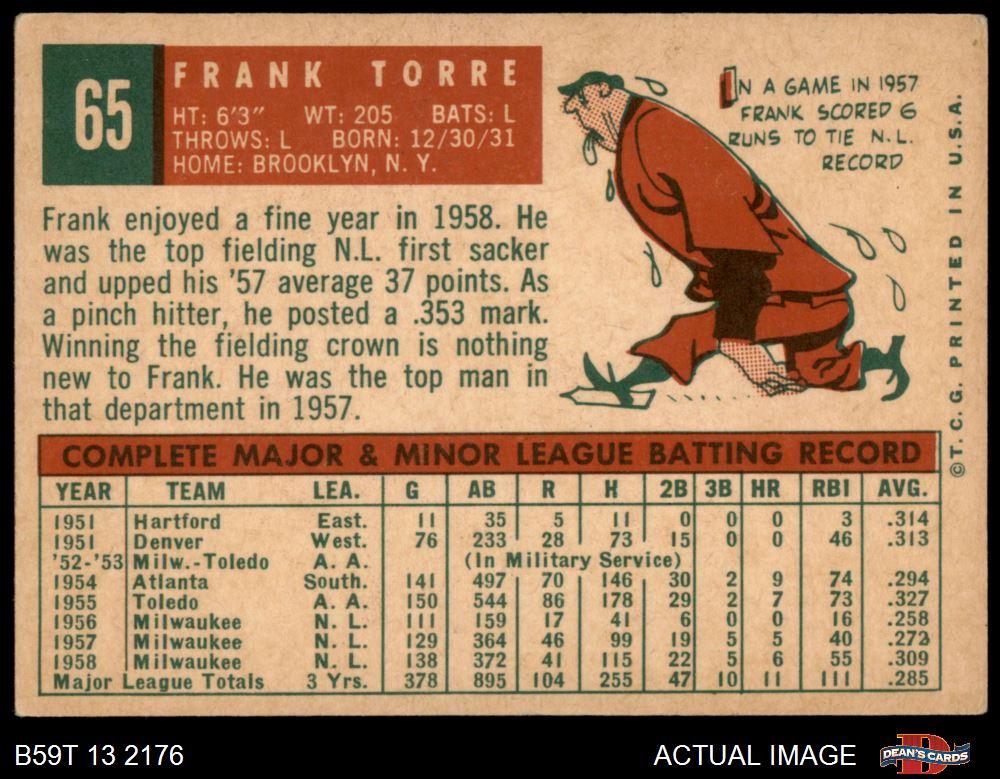 65
FRANK TORRE
HT: 6'3" WT: 205 BATS: L
THROWS: L BORN: 12/30/31
HOME: BROOKLYN, N. Y.
IN A GAME IN 1957
FRANK SCORED 6
RUNS TO TIE N.L.
RECORD
Frank enjoyed a fine year in 1958. He
was the top fielding N.L. first sacker
and upped his '57 average 37 points. As
a pinch hitter, he posted a .353 mark.
Winning the fielding crown is nothing
new to Frank. He was the top man in
that department in 1957.
©T. C. G. PRINTED IN U.S.A.
COMPLETE MAJOR & MINOR LEAGUE BATTING RECORD
YEAR TEAM LEA. G AB R H 2B 3B HR RBI AVG.
1951 Hartford East. 11 35 5 11 0 0 0 3 .314
1951 Denver West. 76 233 28 73 15 0 0 46 .313
'52-'53 Milw.-Toledo A. A. (In Military Service)
1954 Atlanta South. 141 497 70 146 30 2 9 74 .294
1955 Toledo A. A. 150 544 86 178 29 2 7 73 .327
1956 Milwaukee N. L. 111 159 17 41 6 0 0 16 .258
1957 Milwaukee N. L. 129 364 46 99 19 5 5 40 .272
1958 Milwaukee N. L. 138 372 41 115 22 5 6 55 .309
Major League Totals 3 Yrs. 378 895 104 255 47 10 11 111 .285
B59T 13 2176
ACTUAL IMAGE
DEAN'S CARDS